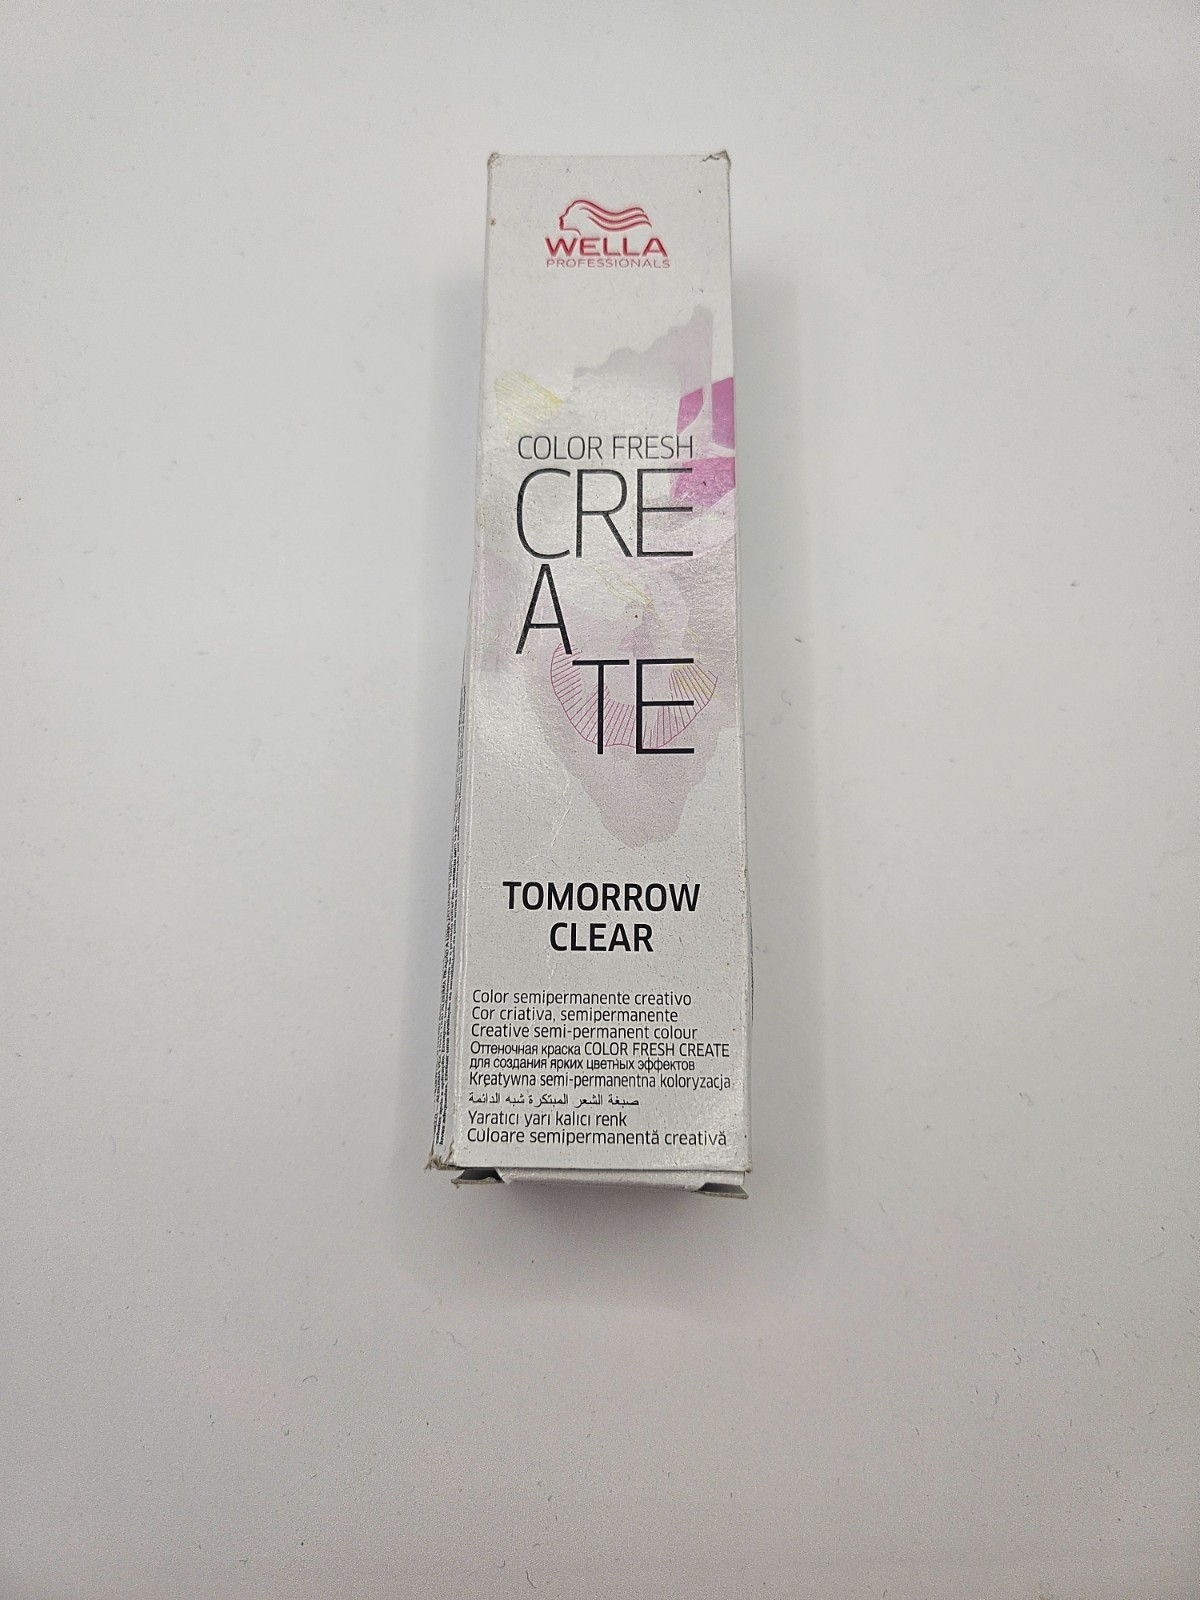 WELLA
PROFESSIONALS
COLOR FRESH
CRE
A
TE
TOMORROW
CLEAR
Color semipermanente creativo
Cor criativa, semipermanente
Creative semi-permanent colour
Оттеночная краска COLOR FRESH CREATE
для создания ярких цветных эффектов
Kreatywna semi-permanentna koloryzacja
صبغة الشعر المبتكرة شبه الدائمة
Yaratıcı yarı kalıcı renk
Culoare semipermanentă creativă